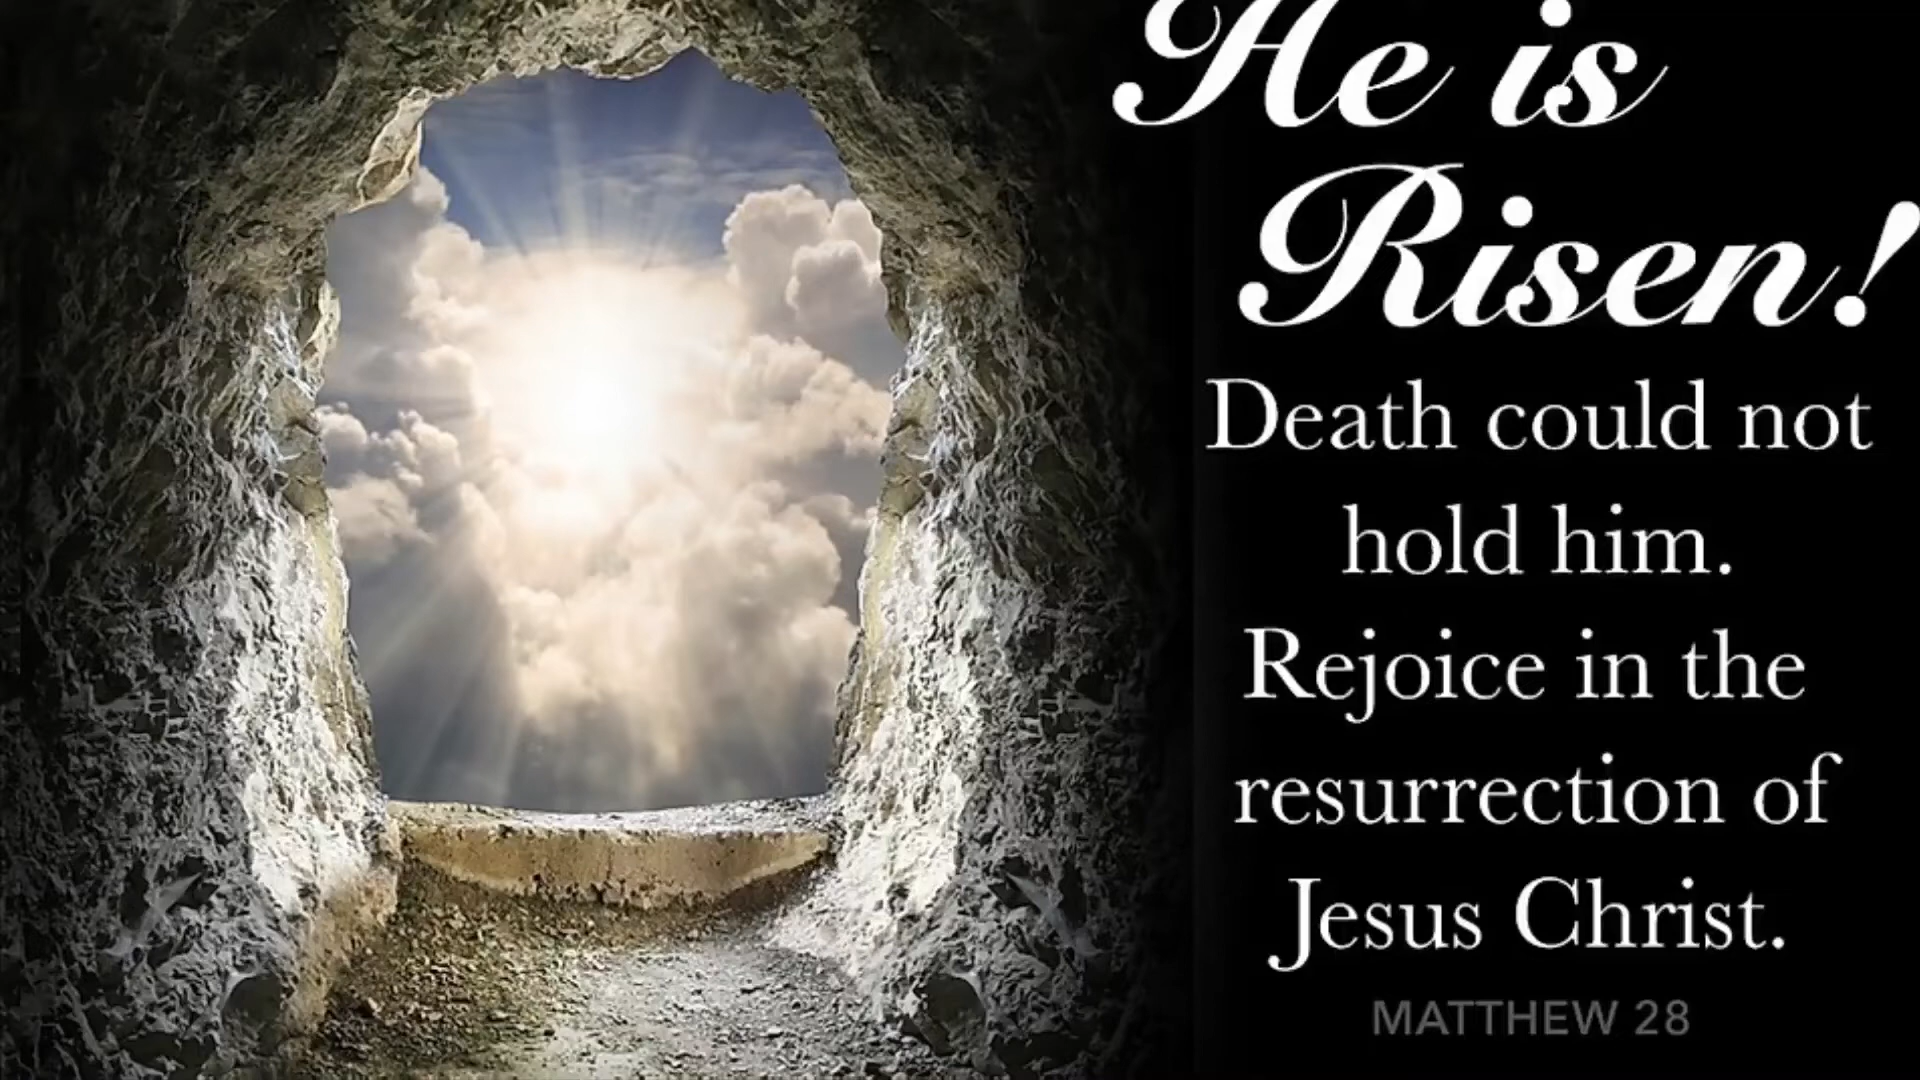 He is
Risen!
Death could not
hold him.
Rejoice in the
resurrection of
Jesus Christ.
MATTHEW 28